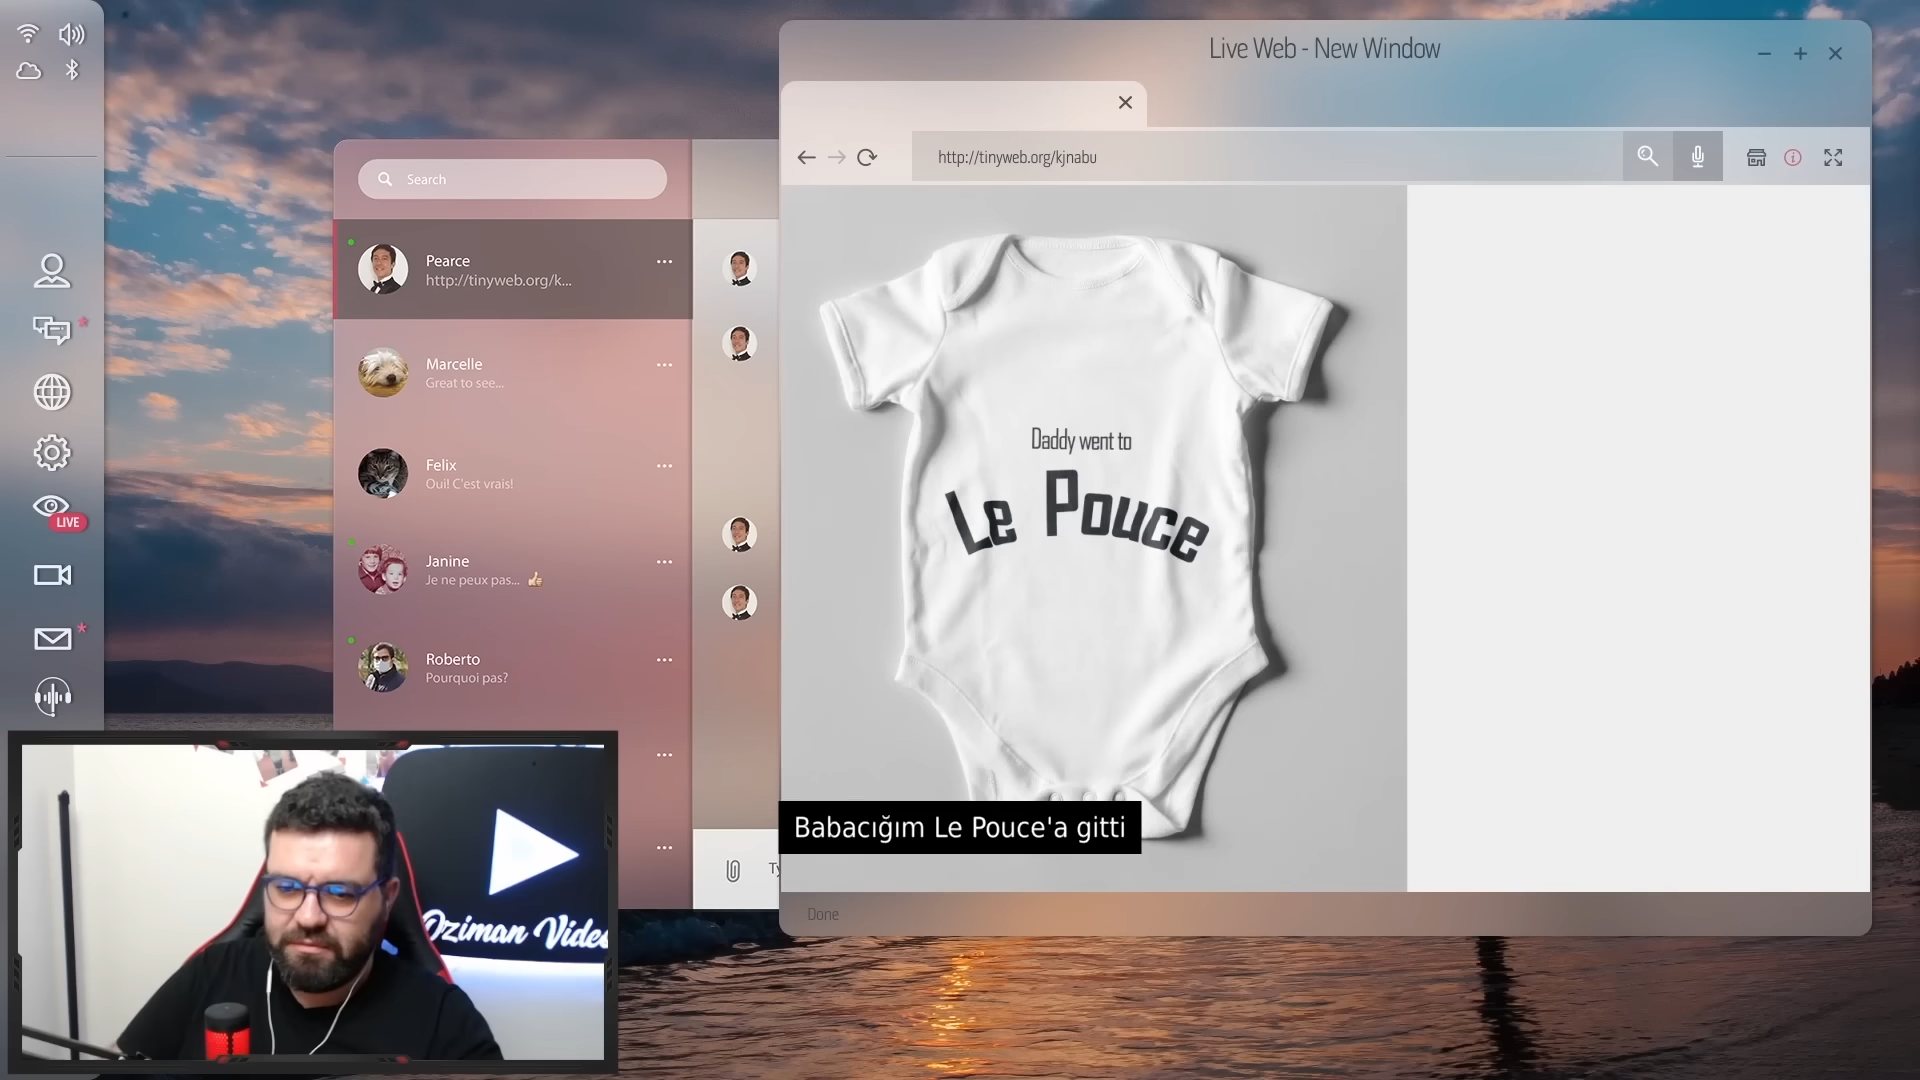 Live Web - New Window
http://tinyweb.org/kjnabu
Search
Pearce
http://tinyweb.org/k...
Marcelle
Great to see...
Felix
Oui! C'est vrais!
Janine
Je ne peux pas...
Roberto
Pourquoi pas?
LIVE
Daddy went to
Le Pouce
Babacığım Le Pouce'a gitti
Ty
Done
Oziman Video